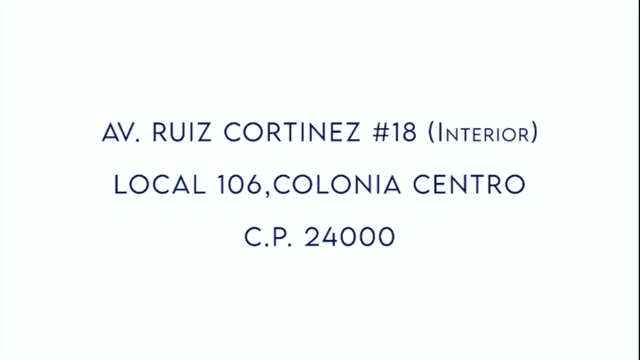 AV. RUIZ CORTINEZ #18 (INTERIOR)
LOCAL 106,COLONIA CENTRO
C.P. 24000